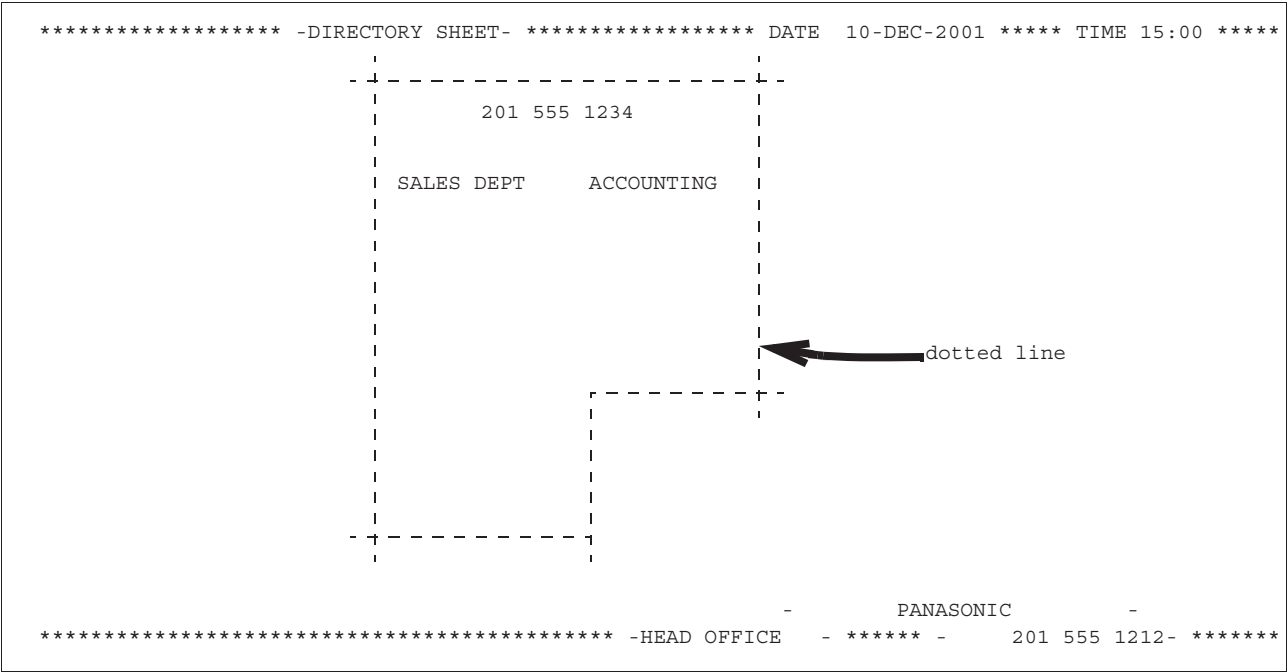 ******************* -DIRECTORY SHEET- ****************** DATE 10-DEC-2001 ***** TIME 15:00 *****
201 555 1234
SALES DEPT ACCOUNTING
dotted line
- PANASONIC -
********************************************* -HEAD OFFICE - ****** - 201 555 1212- *******